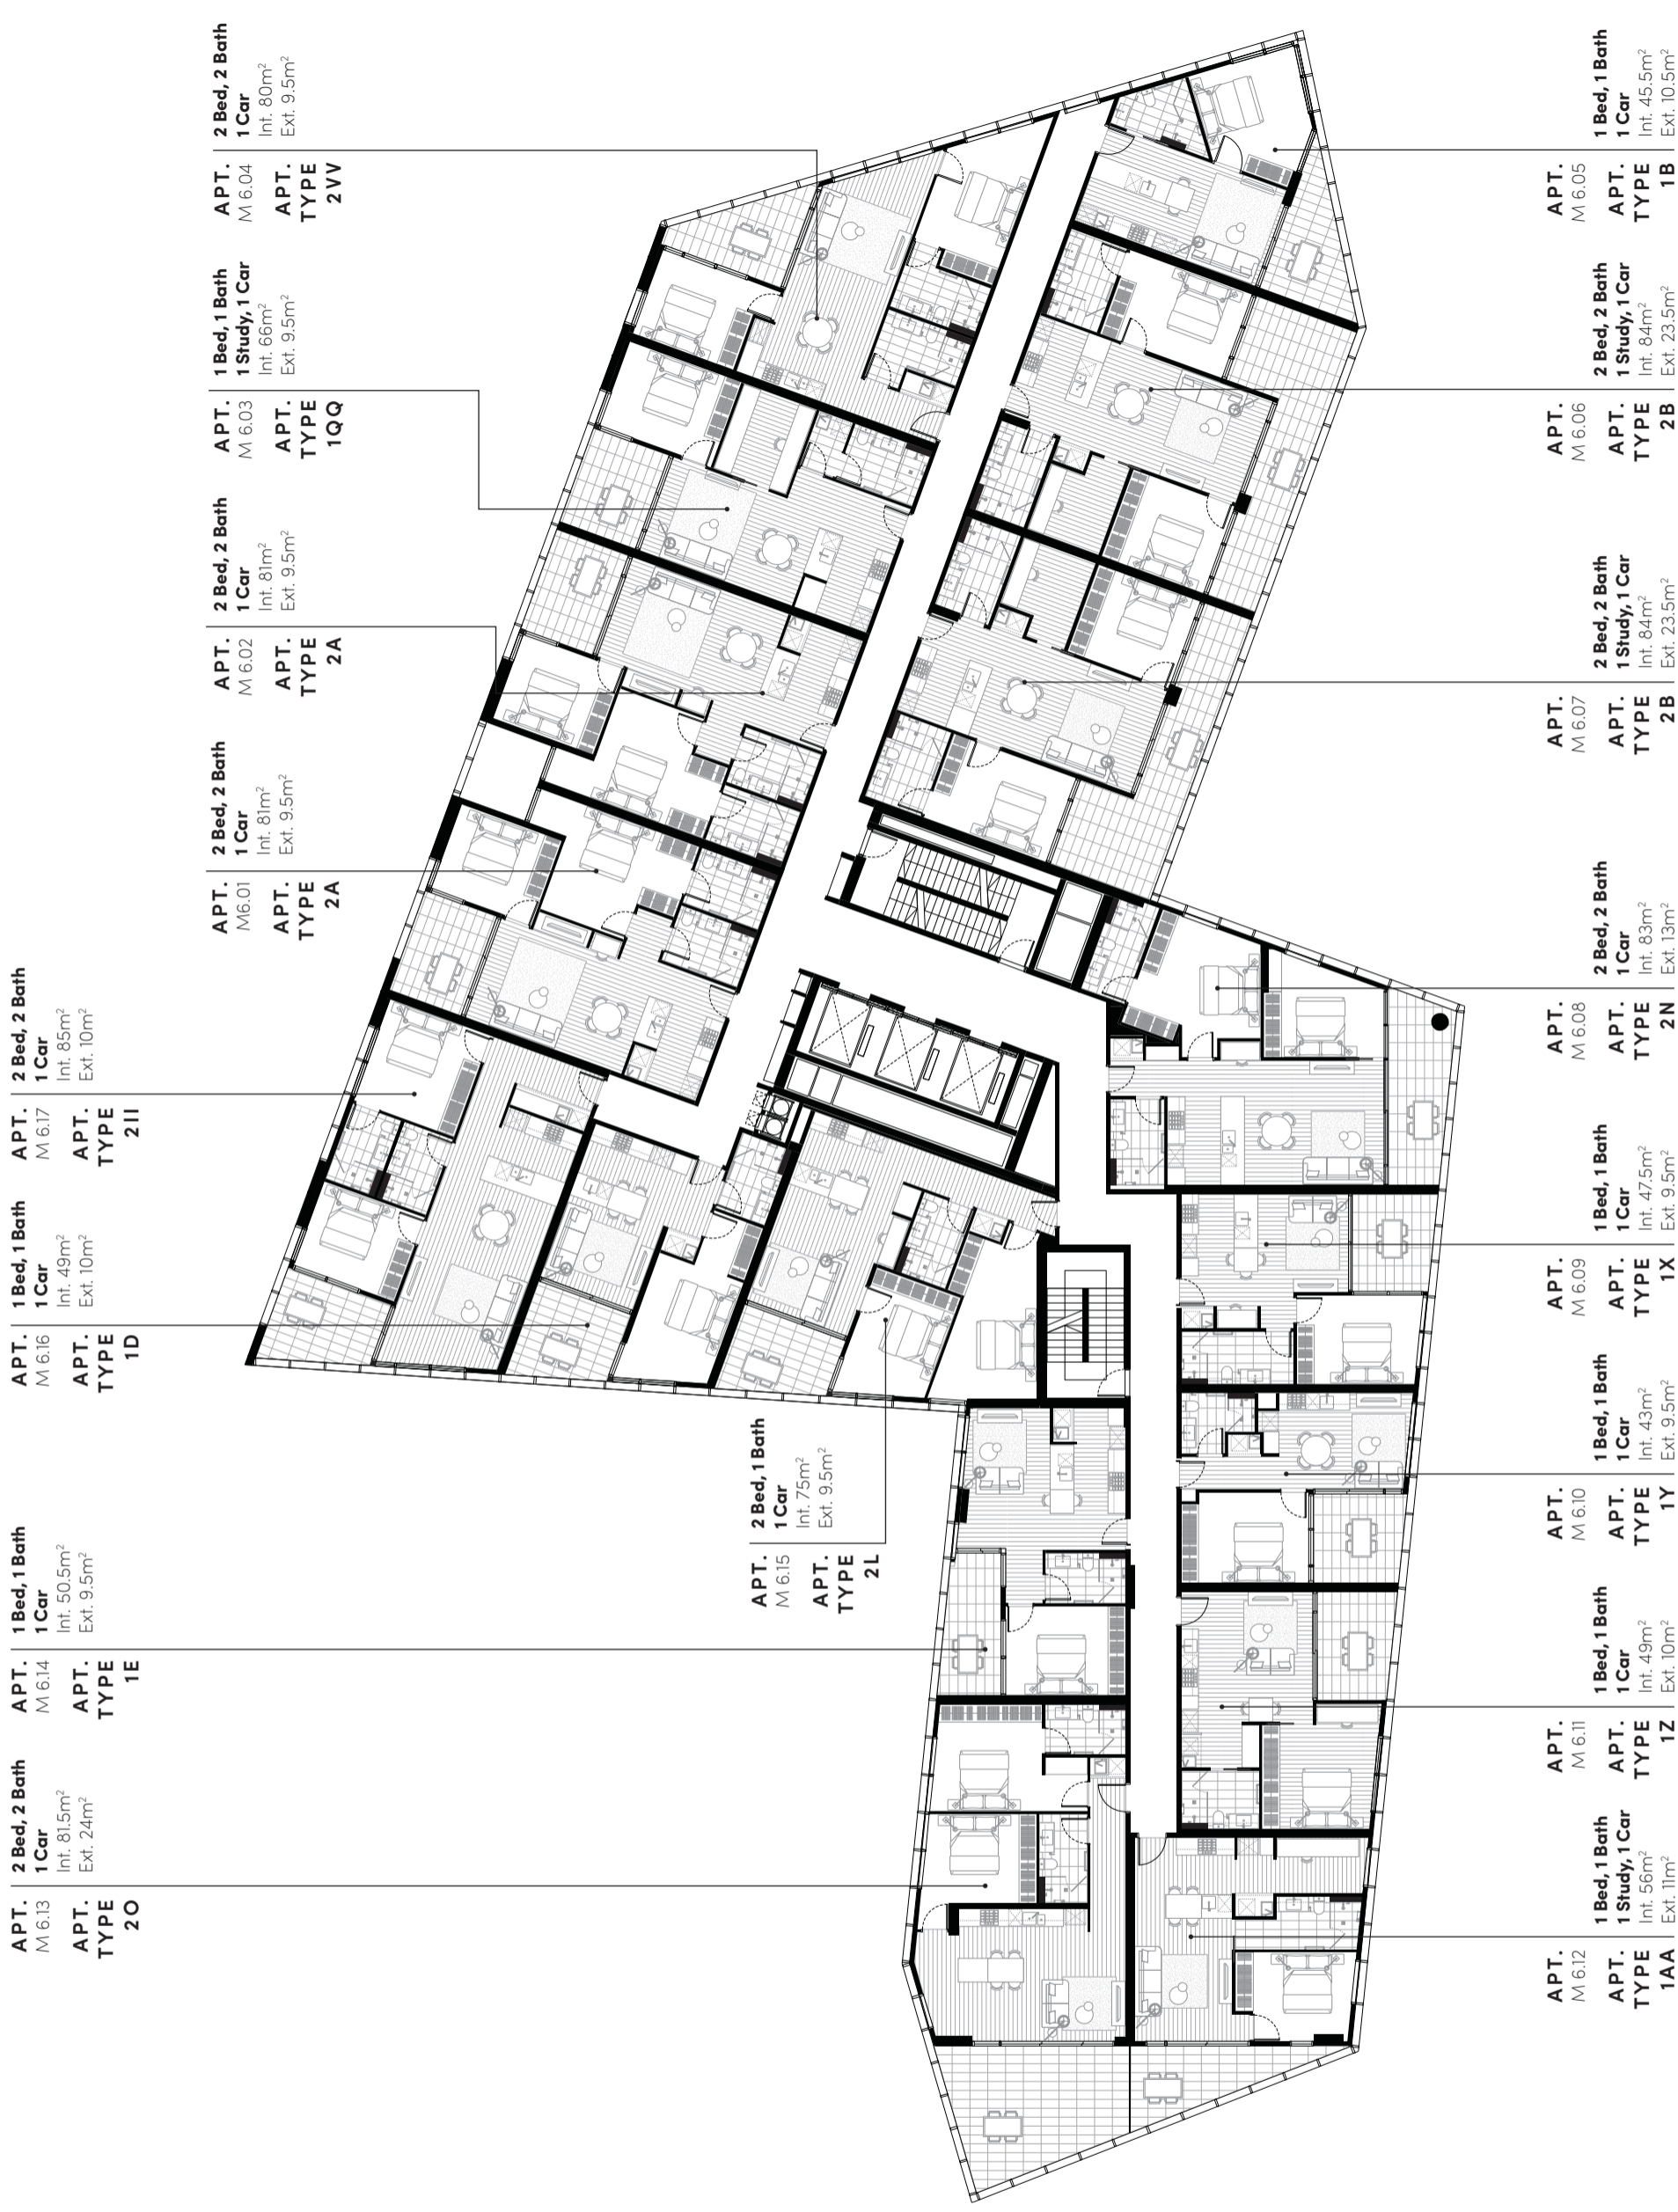 APT.
M6.01
APT.
TYPE
2A
2 Bed, 2 Bath
1 Car
Int. 81m²
Ext. 9.5m²
APT.
M 6.02
APT.
TYPE
2A
2 Bed, 2 Bath
1 Car
Int. 81m²
Ext. 9.5m²
APT.
M 6.03
APT.
TYPE
1QQ
1 Bed, 1 Bath
1 Study, 1 Car
Int. 66m²
Ext. 9.5m²
APT.
M 6.04
APT.
TYPE
2VV
2 Bed, 2 Bath
1 Car
Int. 80m²
Ext. 9.5m²
APT.
M 6.05
APT.
TYPE
1B
1 Bed, 1 Bath
1 Car
Int. 45.5m²
Ext. 10.5m²
APT.
M 6.06
APT.
TYPE
2B
2 Bed, 2 Bath
1 Study, 1 Car
Int. 84m²
Ext. 23.5m²
APT.
M 6.07
APT.
TYPE
2B
2 Bed, 2 Bath
1 Study, 1 Car
Int. 84m²
Ext. 23.5m²
APT.
M 6.08
APT.
TYPE
2N
2 Bed, 2 Bath
1 Car
Int. 83m²
Ext. 13m²
APT.
M 6.09
APT.
TYPE
1X
1 Bed, 1 Bath
1 Car
Int. 47.5m²
Ext. 9.5m²
APT.
M 6.10
APT.
TYPE
1Y
1 Bed, 1 Bath
1 Car
Int. 43m²
Ext. 9.5m²
APT.
M 6.11
APT.
TYPE
1Z
1 Bed, 1 Bath
1 Car
Int. 49m²
Ext. 10m²
APT.
M 6.12
APT.
TYPE
1AA
1 Bed, 1 Bath
1 Study, 1 Car
Int. 56m²
Ext. 11m²
APT.
M 6.13
APT.
TYPE
2O
2 Bed, 2 Bath
1 Car
Int. 81.5m²
Ext. 24m²
APT.
M 6.14
APT.
TYPE
1E
1 Bed, 1 Bath
1 Car
Int. 50.5m²
Ext. 9.5m²
APT.
M 6.15
APT.
TYPE
2L
2 Bed, 1 Bath
1 Car
Int. 75m²
Ext. 9.5m²
APT.
M 6.16
APT.
TYPE
1D
1 Bed, 1 Bath
1 Car
Int. 49m²
Ext. 10m²
APT.
M 6.17
APT.
TYPE
2II
2 Bed, 2 Bath
1 Car
Int. 85m²
Ext. 10m²